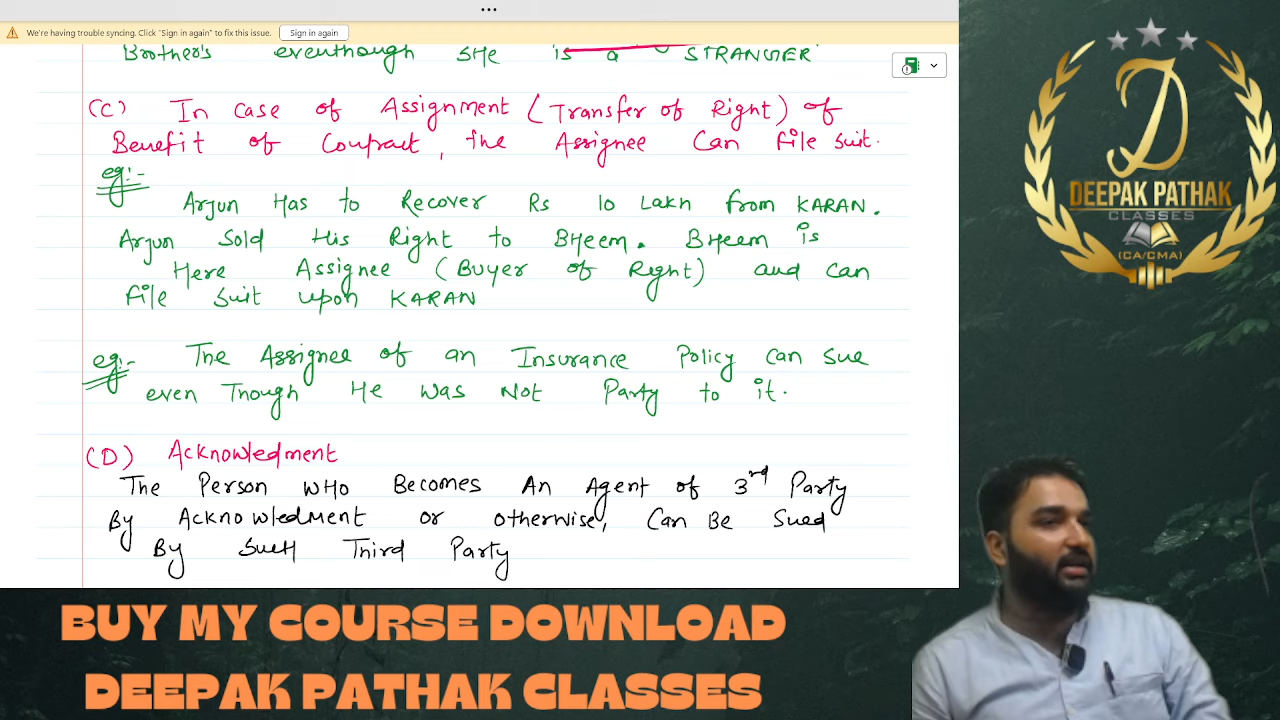 We're having trouble syncing. Click "Sign in again" to fix this issue. Sign in again
Brother's eventhough SHe is a STRANGER
(C) In Case of Assignment (Transfer of Right) of
Benefit of Contract, the Assignee Can File Suit.
eg:-
Arjun Has to Recover Rs 10 Lakh from KARAN.
Arjun Sold His Right to BHeem. BHeem is
Here Assignee (Buyer of Right) and can
File Suit upon KARAN
eg:- The Assignee of an Insurance Policy can Sue
even Though He was Not Party to it.
(D) Acknowledment
The Person WHO Becomes An Agent of 3rd Party
By Acknowledment or otherwise, Can Be Sued
By SucH Third Party
D
DEEPAK PATHAK
CLASSES
(CA/CMA)
BUY MY COURSE DOWNLOAD
DEEPAK PATHAK CLASSES